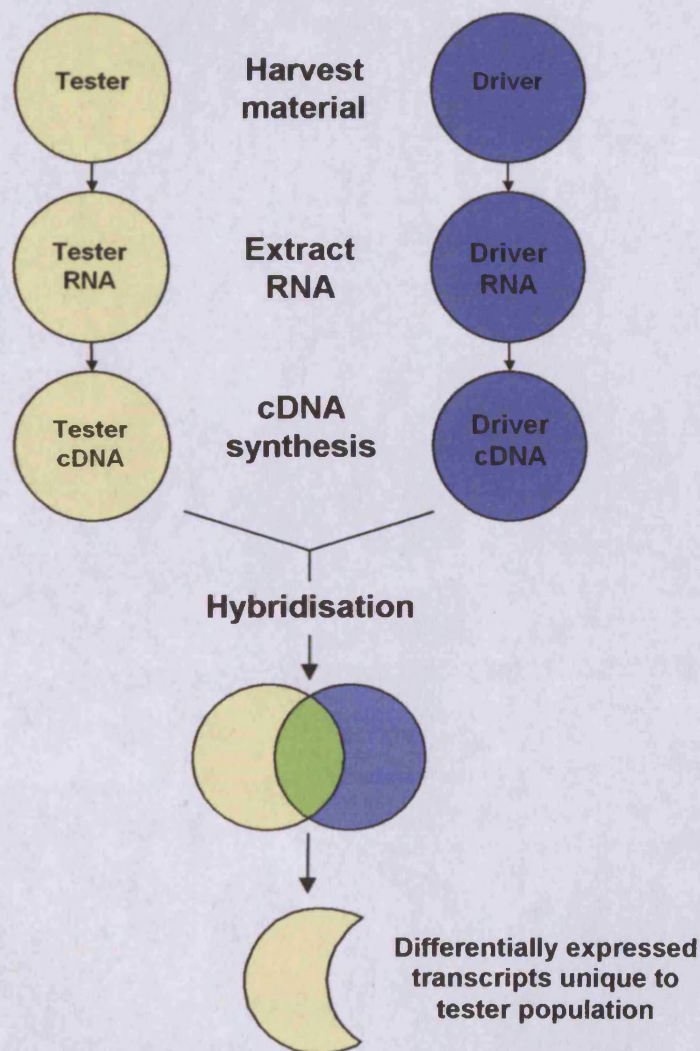 Tester
Harvest
material
Driver
Tester
RNA
Extract
RNA
Driver
RNA
Tester
cDNA
cDNA
synthesis
Driver
cDNA
Hybridisation
Differentially expressed
transcripts unique to
tester population